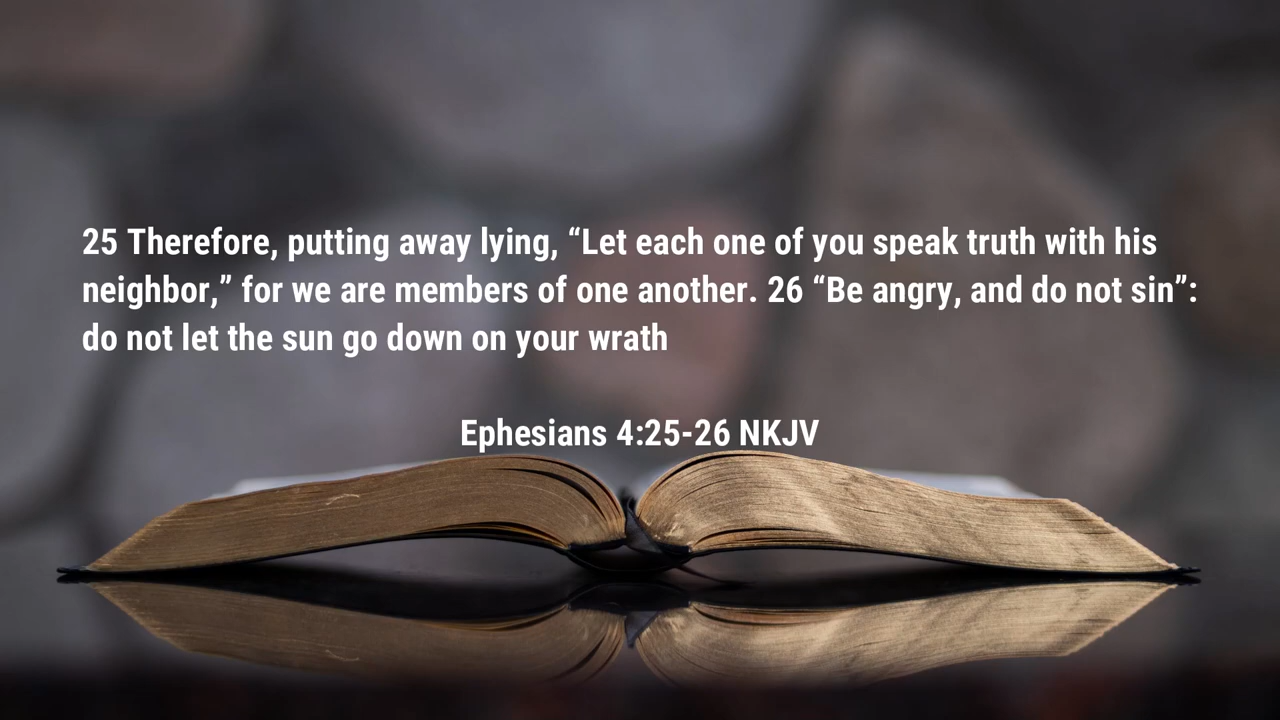 25 Therefore, putting away lying, “Let each one of you speak truth with his
neighbor,” for we are members of one another. 26 “Be angry, and do not sin”:
do not let the sun go down on your wrath
Ephesians 4:25-26 NKJV